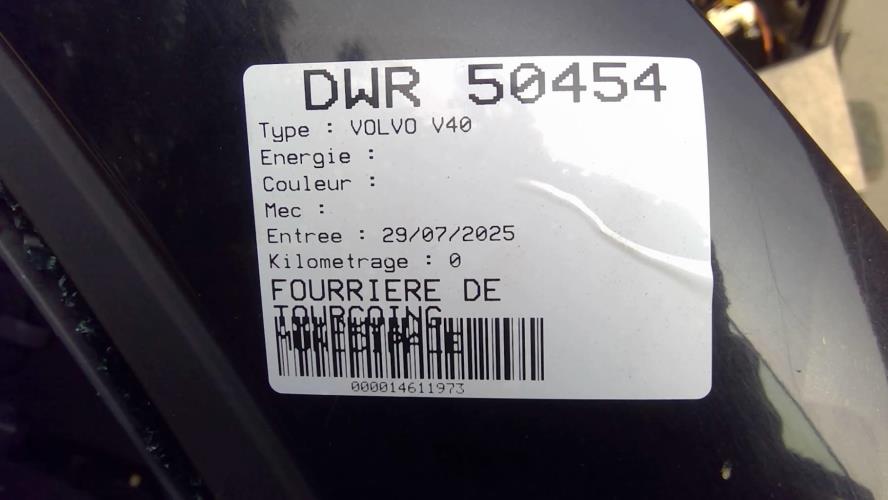 DWR 50454
Type : VOLVO V40
Energie :
Couleur :
Mec :
Entree : 29/07/2025
Kilometrage : 0
FOURRIERE DE
TOURCOING
000014611973